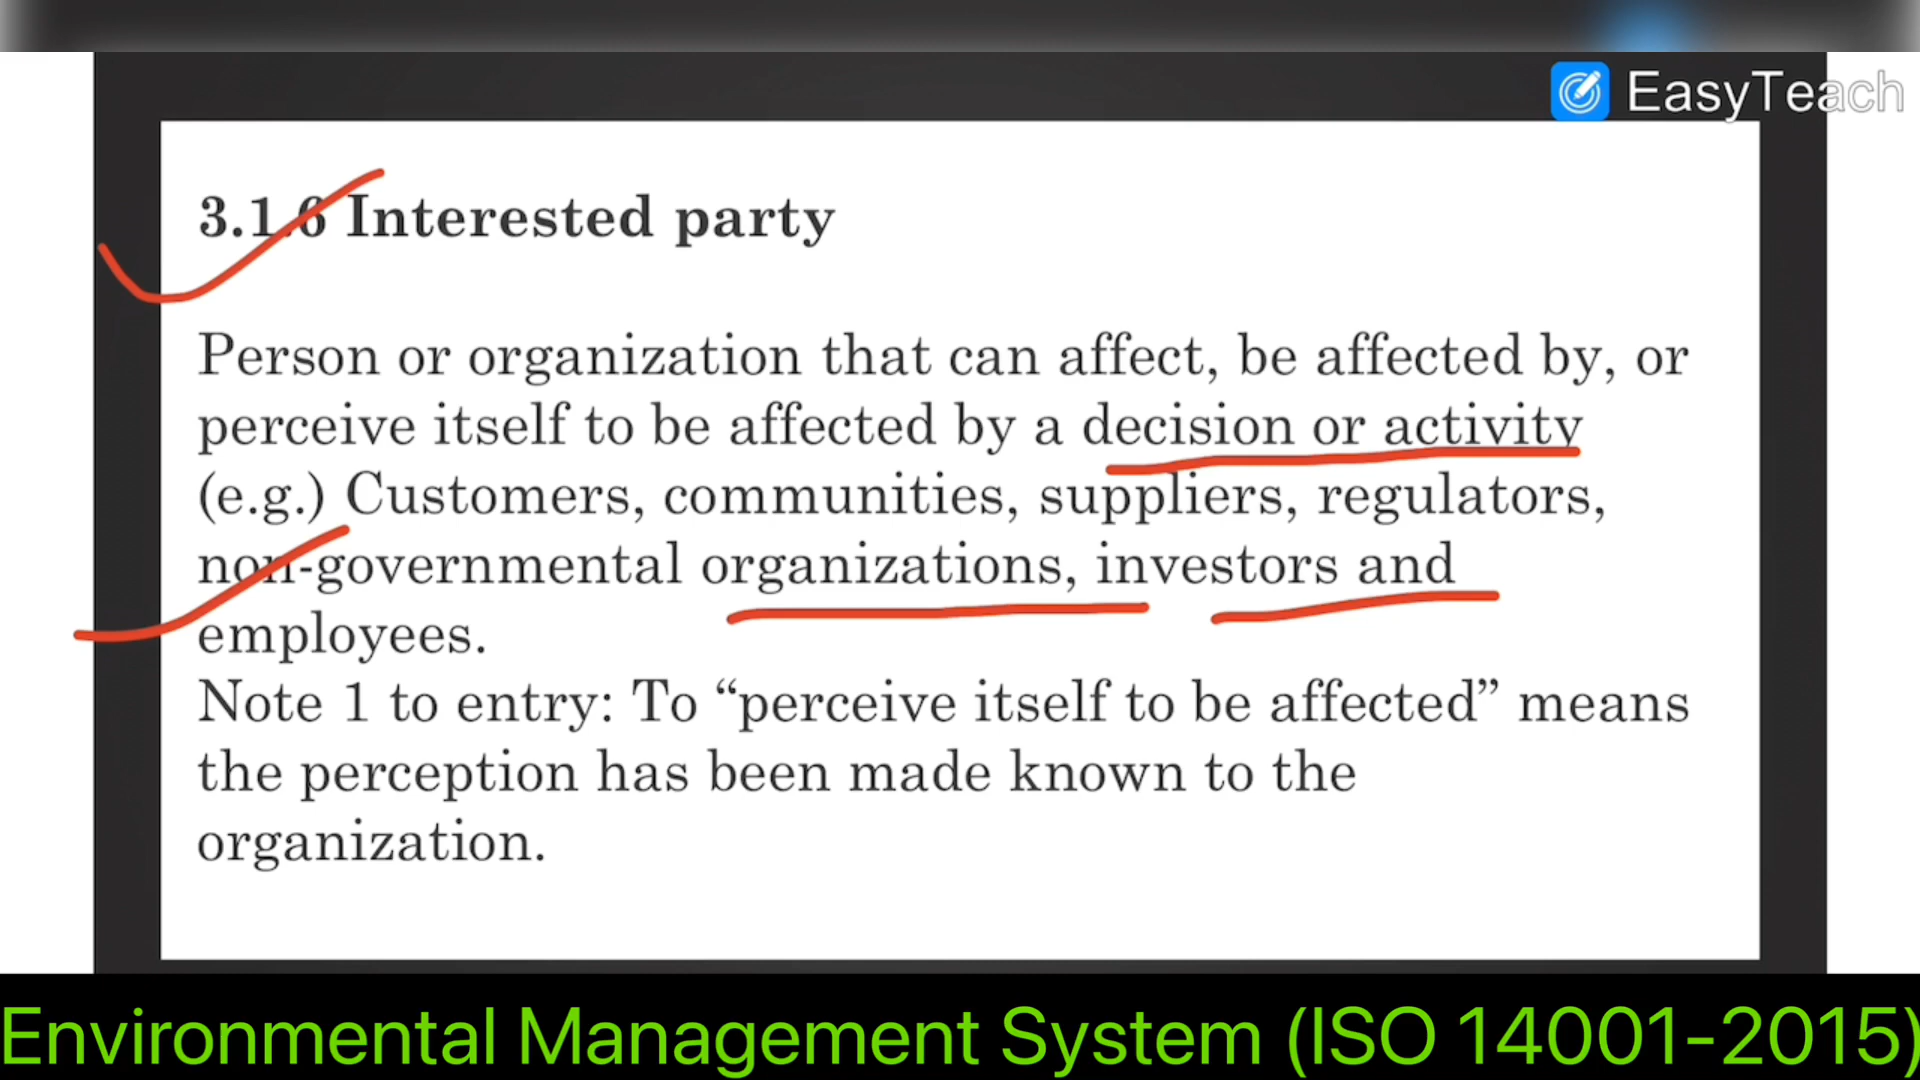 EasyTeach
3.1.6 Interested party
Person or organization that can affect, be affected by, or
perceive itself to be affected by a decision or activity
(e.g.) Customers, communities, suppliers, regulators,
non-governmental organizations, investors and
employees.
Note 1 to entry: To “perceive itself to be affected” means
the perception has been made known to the
organization.
Environmental Management System (ISO 14001-2015)